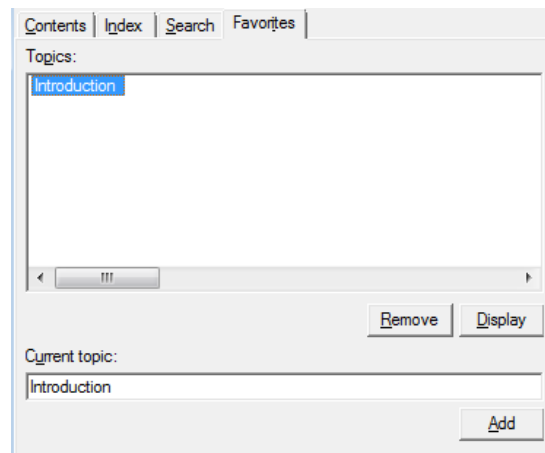 Contents Index Search Favorites
Topics:
Introduction
Remove Display
Current topic:
Introduction
Add